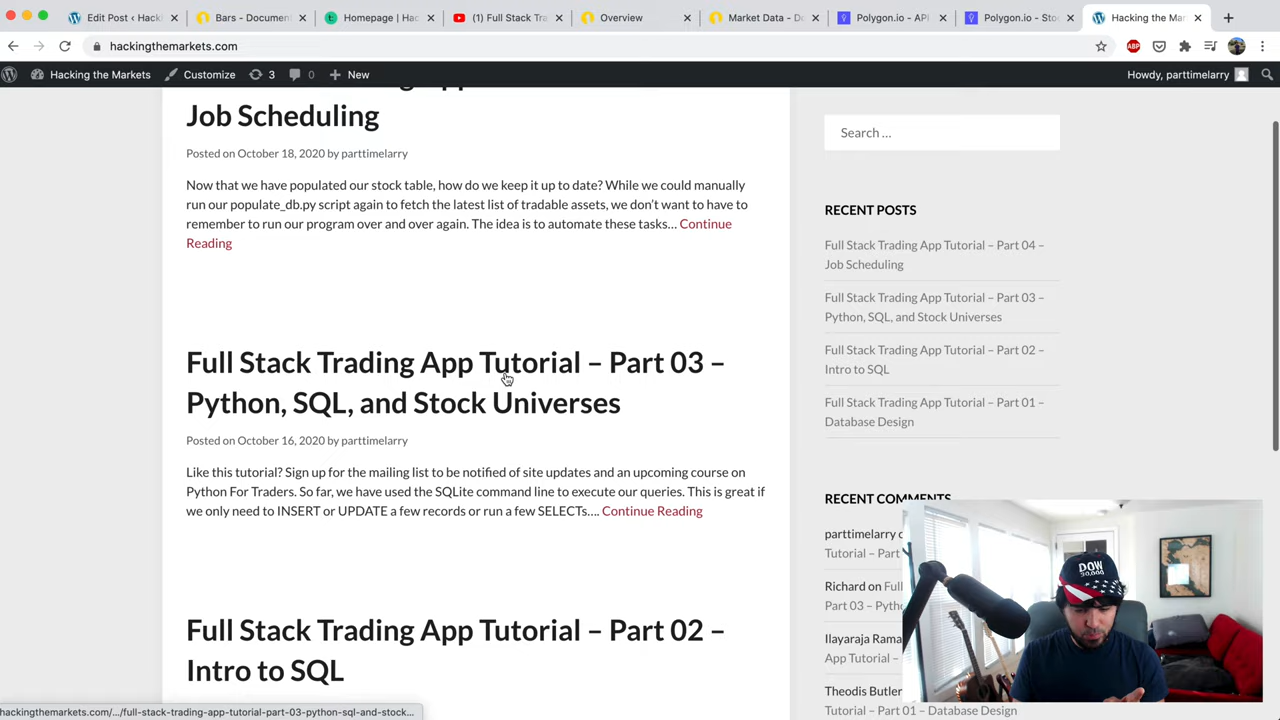 Edit Post ‹ Hacki
Bars - Document
Homepage | Hac
(1) Full Stack Tra
Overview
Market Data - Do
Polygon.io - API
Polygon.io - Stoc
Hacking the Mar
hackingthemarkets.com
ABP
Hacking the Markets
Customize
3
0
New
Howdy, parttimelarry
Job Scheduling
Posted on October 18, 2020 by parttimelarry
Now that we have populated our stock table, how do we keep it up to date? While we could manually
run our populate_db.py script again to fetch the latest list of tradable assets, we don't want to have to
remember to run our program over and over again. The idea is to automate these tasks... Continue
Reading
Full Stack Trading App Tutorial – Part 03 –
Python, SQL, and Stock Universes
Posted on October 16, 2020 by parttimelarry
Like this tutorial? Sign up for the mailing list to be notified of site updates and an upcoming course on
Python For Traders. So far, we have used the SQLite command line to execute our queries. This is great if
we only need to INSERT or UPDATE a few records or run a few SELECTs.... Continue Reading
Full Stack Trading App Tutorial – Part 02 –
Intro to SQL
Search …
RECENT POSTS
Full Stack Trading App Tutorial – Part 04 –
Job Scheduling
Full Stack Trading App Tutorial – Part 03 –
Python, SQL, and Stock Universes
Full Stack Trading App Tutorial – Part 02 –
Intro to SQL
Full Stack Trading App Tutorial – Part 01 –
Database Design
RECENT COMMENTS
parttimelarry o
Tutorial – Part
Richard on Ful
Part 03 – Pyth
Ilayaraja Rama
App Tutorial –
Theodis Butler
Tutorial – Part 01 – Database Design
DOW
30,000
hackingthemarkets.com/.../full-stack-trading-app-tutorial-part-03-python-sql-and-stock...